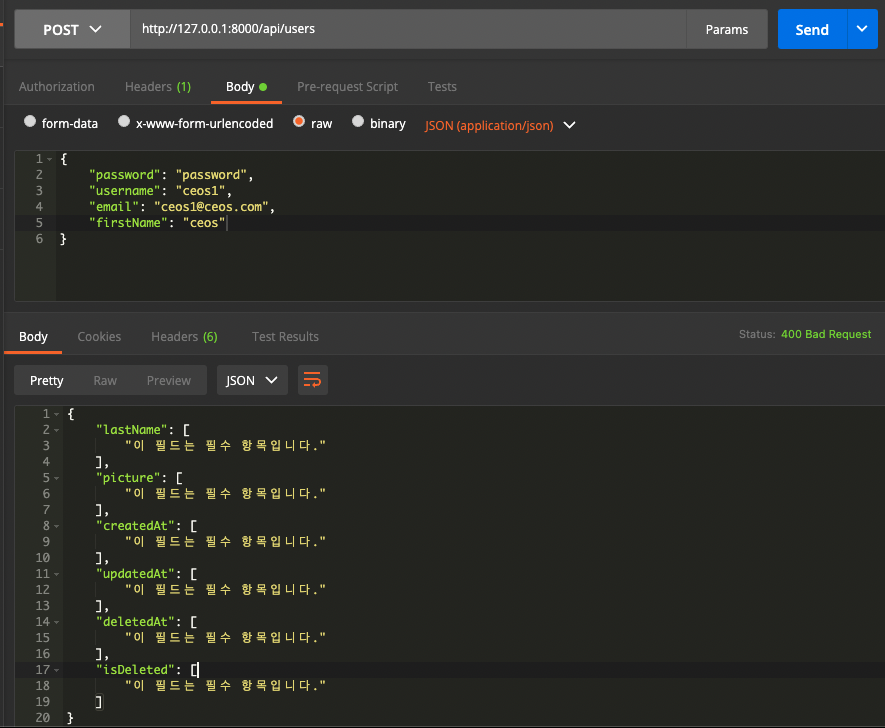 POST http://127.0.0.1:8000/api/users Params Send
Authorization Headers (1) Body Pre-request Script Tests
form-data x-www-form-urlencoded raw binary JSON (application/json)
1 {
2 "password": "password",
3 "username": "ceos1",
4 "email": "ceos1@ceos.com",
5 "firstName": "ceos"
6 }
Body Cookies Headers (6) Test Results Status: 400 Bad Request
Pretty Raw Preview JSON
1 {
2 "lastName": [
3 "이 필드는 필수 항목입니다."
4 ],
5 "picture": [
6 "이 필드는 필수 항목입니다."
7 ],
8 "createdAt": [
9 "이 필드는 필수 항목입니다."
10 ],
11 "updatedAt": [
12 "이 필드는 필수 항목입니다."
13 ],
14 "deletedAt": [
15 "이 필드는 필수 항목입니다."
16 ],
17 "isDeleted": [
18 "이 필드는 필수 항목입니다."
19 ]
20 }